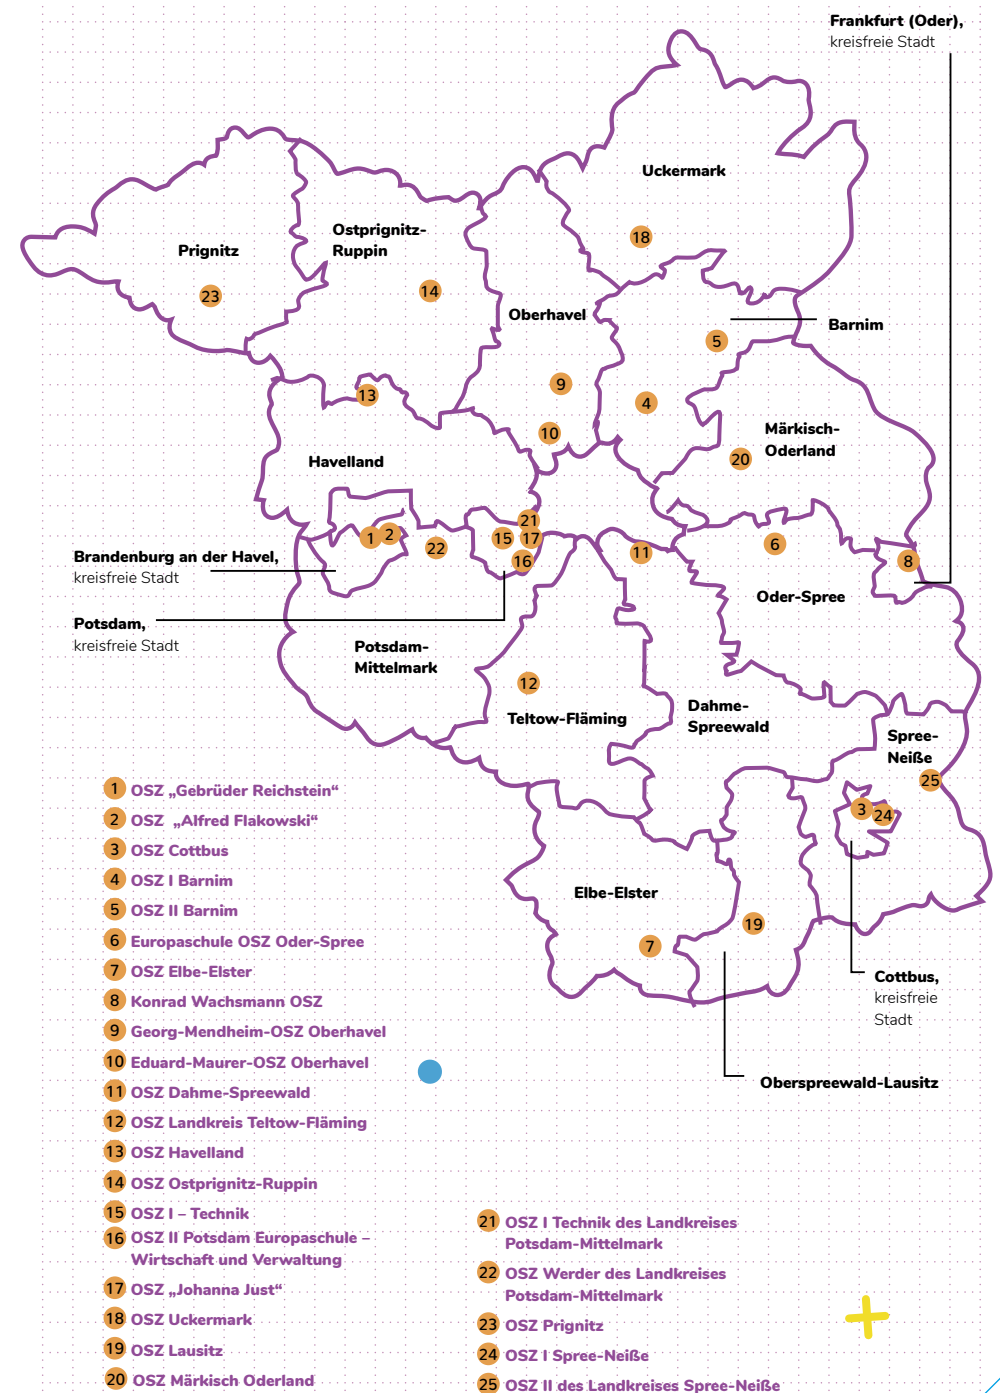 Frankfurt (Oder),
kreisfreie Stadt
Uckermark
18
Ostprignitz-
Ruppin
Prignitz
14
23
Oberhavel
Barnim
5
9
13
4
10
Märkisch-
Oderland
20
Havelland
21
1
2
22
15
17
16
11
6
8
Brandenburg an der Havel,
kreisfreie Stadt
Oder-Spree
Potsdam,
kreisfreie Stadt
Potsdam-
Mittelmark
12
Teltow-Fläming
Dahme-
Spreewald
Spree-
Neiße
25
3
24
Elbe-Elster
7
19
Cottbus,
kreisfreie
Stadt
Oberspreewald-Lausitz
1 OSZ „Gebrüder Reichstein“
2 OSZ „Alfred Flakowski“
3 OSZ Cottbus
4 OSZ I Barnim
5 OSZ II Barnim
6 Europaschule OSZ Oder-Spree
7 OSZ Elbe-Elster
8 Konrad Wachsmann OSZ
9 Georg-Mendheim-OSZ Oberhavel
10 Eduard-Maurer-OSZ Oberhavel
11 OSZ Dahme-Spreewald
12 OSZ Landkreis Teltow-Fläming
13 OSZ Havelland
14 OSZ Ostprignitz-Ruppin
15 OSZ I – Technik
16 OSZ II Potsdam Europaschule –
Wirtschaft und Verwaltung
17 OSZ „Johanna Just“
18 OSZ Uckermark
19 OSZ Lausitz
20 OSZ Märkisch Oderland
21 OSZ I Technik des Landkreises
Potsdam-Mittelmark
22 OSZ Werder des Landkreises
Potsdam-Mittelmark
23 OSZ Prignitz
24 OSZ I Spree-Neiße
25 OSZ II des Landkreises Spree-Neiße